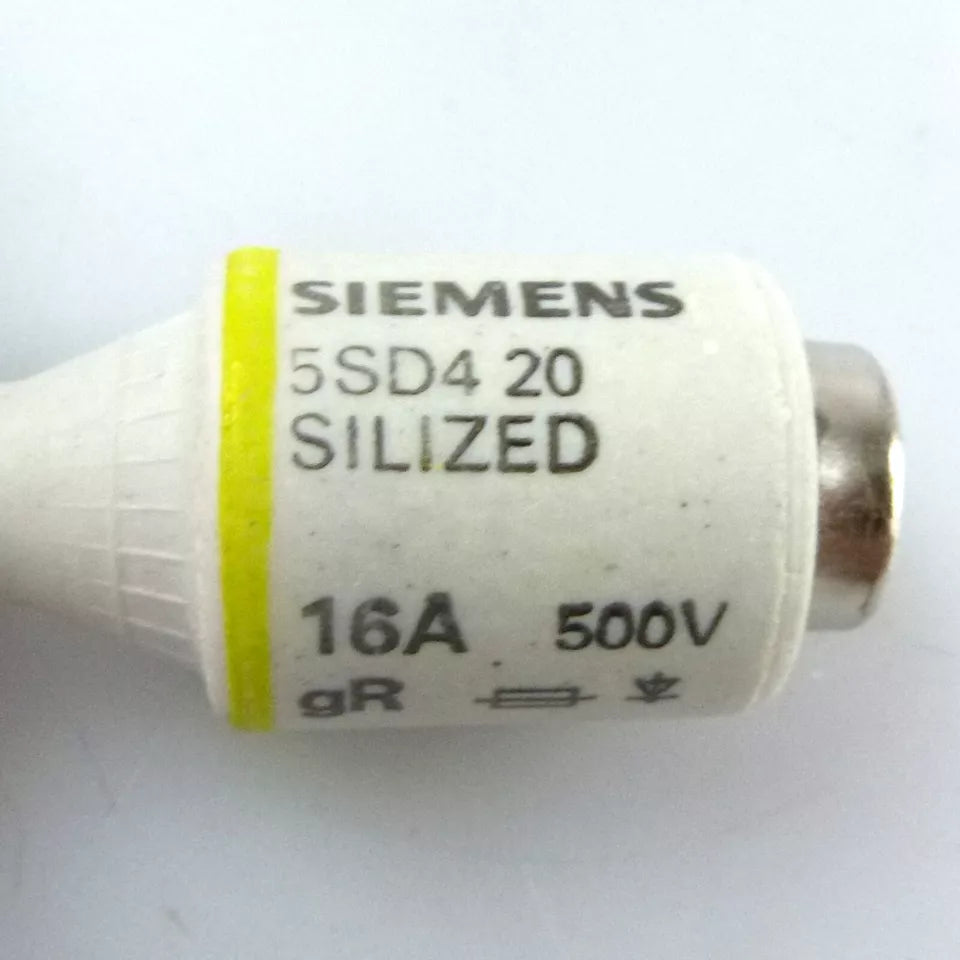 SIEMENS
5SD4 20
SILIZED
16A 500V
gR